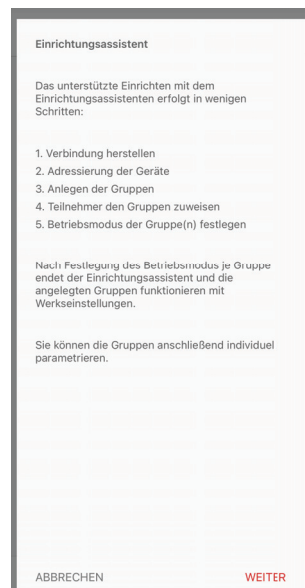 Einrichtungsassistent
Das unterstützte Einrichten mit dem
Einrichtungsassistenten erfolgt in wenigen
Schritten:
1. Verbindung herstellen
2. Adressierung der Geräte
3. Anlegen der Gruppen
4. Teilnehmer den Gruppen zuweisen
5. Betriebsmodus der Gruppe(n) festlegen
Nach Festlegung des Betriebsmodus je Gruppe
endet der Einrichtungsassistent und die
angelegten Gruppen funktionieren mit
Werkseinstellungen.
Sie können die Gruppen anschließend individuel
parametrieren.
ABBRECHEN WEITER